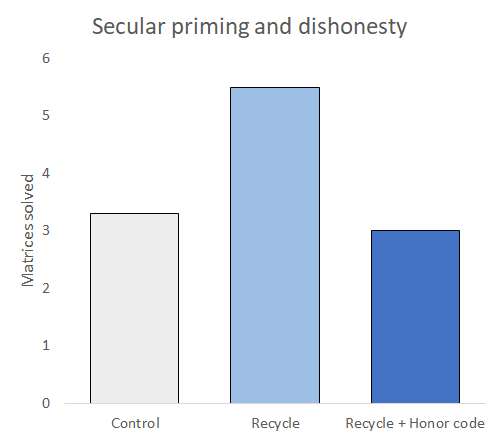 Secular priming and dishonesty
6
5
4
3
2
1
0
Matrices solved
Control
Recycle
Recycle + Honor code